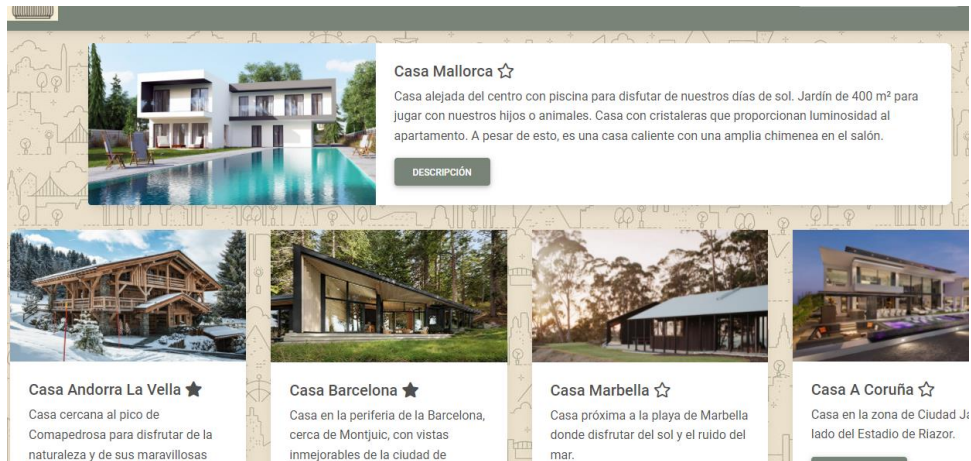 Casa Mallorca
Casa alejada del centro con piscina para disfutar de nuestros días de sol. Jardín de 400 m² para
jugar con nuestros hijos o animales. Casa con cristaleras que proporcionan luminosidad al
apartamento. A pesar de esto, es una casa caliente con una amplia chimenea en el salón.
DESCRIPCIÓN
Casa Andorra La Vella
Casa cercana al pico de
Comapedrosa para disfrutar de la
naturaleza y de sus maravillosas
Casa Barcelona
Casa en la periferia de la Barcelona,
cerca de Montjuic, con vistas
inmejorables de la ciudad de
Casa Marbella
Casa próxima a la playa de Marbella
donde disfrutar del sol y el ruido del
mar.
Casa A Coruña
Casa en la zona de Ciudad
lado del Estadio de Riazor.